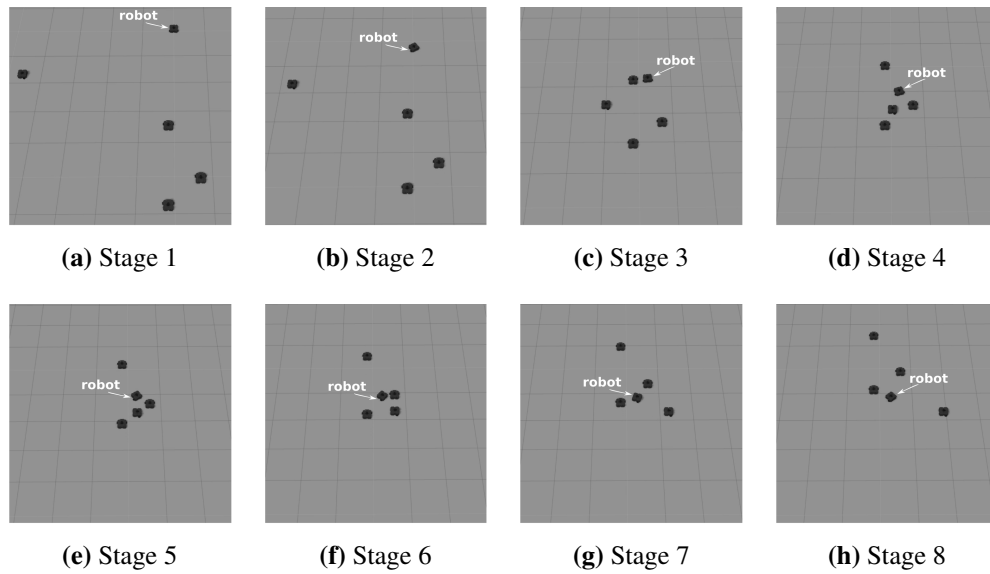 robot
robot
robot
robot
(a) Stage 1
(b) Stage 2
(c) Stage 3
(d) Stage 4
robot
robot
robot
robot
(e) Stage 5
(f) Stage 6
(g) Stage 7
(h) Stage 8